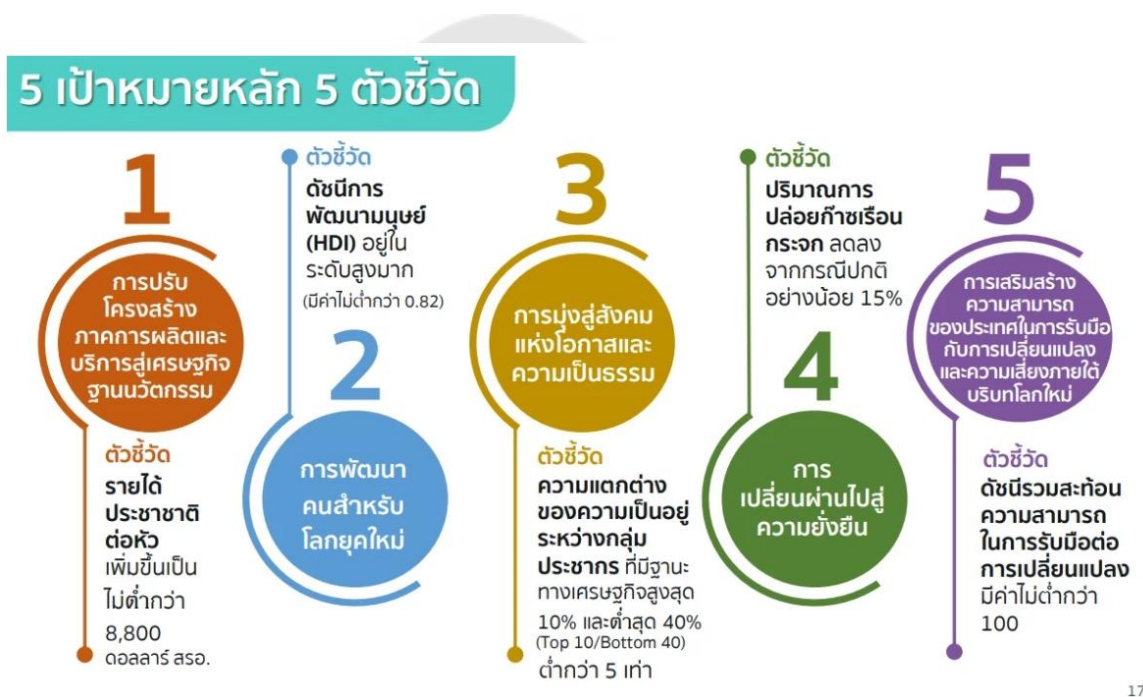 5 เป้าหมายหลัก 5 ตัวชี้วัด
1
การปรับ
โครงสร้าง
ภาคการผลิตและ
บริการสู่เศรษฐกิจ
ฐานนวัตกรรม
ตัวชี้วัด
รายได้
ประชาชาติ
ต่อหัว
เพิ่มขึ้นเป็น
ไม่ต่ำกว่า
8,800
ดอลลาร์ สรอ.
ตัวชี้วัด
ดัชนีการ
พัฒนามนุษย์
(HDI) อยู่ใน
ระดับสูงมาก
(มีค่าไม่ต่ำกว่า 0.82)
2
การพัฒนา
คนสำหรับ
โลกยุคใหม่
3
การมุ่งสู่สังคม
แห่งโอกาสและ
ความเป็นธรรม
ตัวชี้วัด
ความแตกต่าง
ของความเป็นอยู่
ระหว่างกลุ่ม
ประชากร ที่มีฐานะ
ทางเศรษฐกิจสูงสุด
10% และต่ำสุด 40%
(Top 10/Bottom 40)
ต่ำกว่า 5 เท่า
ตัวชี้วัด
ปริมาณการ
ปล่อยก๊าซเรือน
กระจก ลดลง
จากกรณีปกติ
อย่างน้อย 15%
4
การ
เปลี่ยนผ่านไปสู่
ความยั่งยืน
5
การเสริมสร้าง
ความสามารถ
ของประเทศในการรับมือ
กับการเปลี่ยนแปลง
และความเสี่ยงภายใต้
บริบทโลกใหม่
ตัวชี้วัด
ดัชนีรวมสะท้อน
ความสามารถ
ในการรับมือต่อ
การเปลี่ยนแปลง
มีค่าไม่ต่ำกว่า
100
17